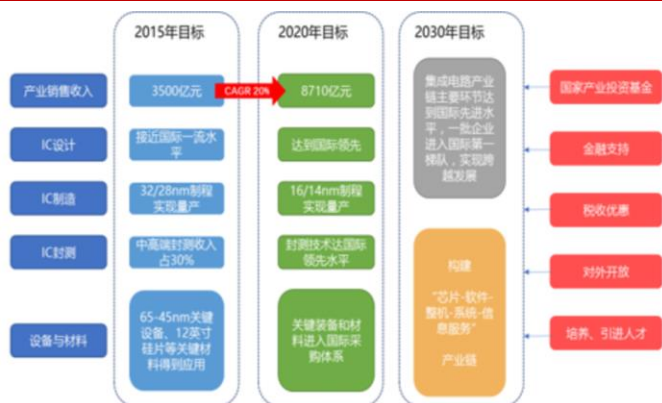 2015年目标
2020年目标
2030年目标
产业销售收入
3500亿元
CAGR 20%
8710亿元
IC设计
接近国际一流水
平
达到国际领先
IC制造
32/28nm制程
实现量产
16/14nm制程
实现量产
IC封测
中高端封测收入
占30%
封测技术达国际
领先水平
设备与材料
65-45nm关键
设备、12英寸
硅片等关键材
料得到应用
关键装备和材
料进入国际采
购体系
集成电路产业
链主要环节达
到国际先进水
平，一批企业
进入国际第一
梯队，实现跨
越发展
构建
“芯片-软件-
整机-系统-信
息服务”
产业链
国家产业投资基金
金融支持
税收优惠
对外开放
培养、引进人才